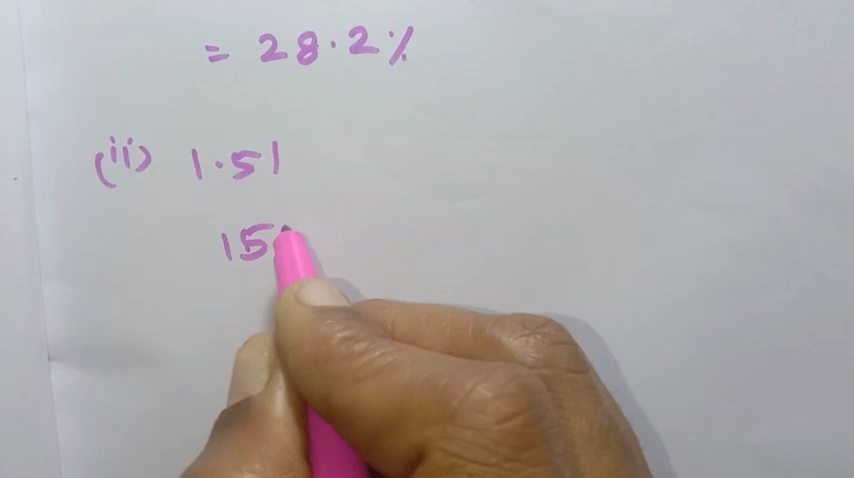 = 28.2%
(ii) 1.51
15